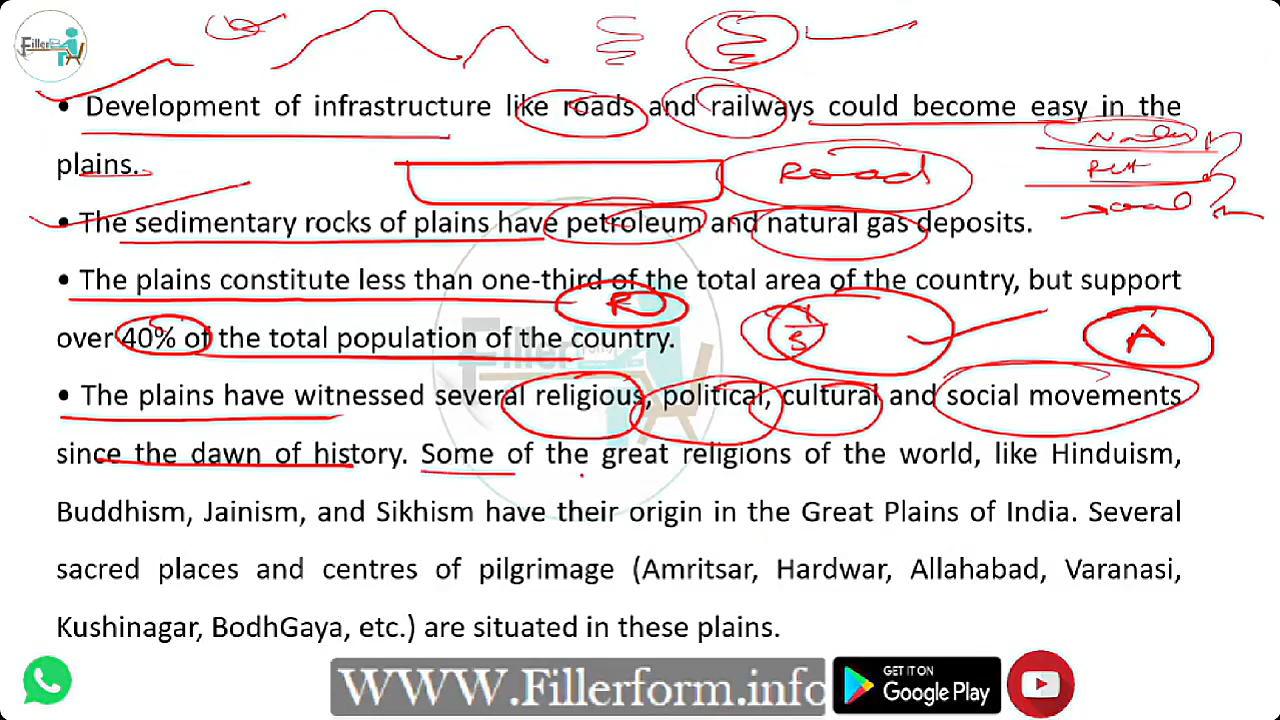 Filler
• Development of infrastructure like roads and railways could become easy in the
plains.
Road
• The sedimentary rocks of plains have petroleum and natural gas deposits.
• The plains constitute less than one-third of the total area of the country, but support
R
over 40% of the total population of the country.
A
• The plains have witnessed several religious, political, cultural and social movements
since the dawn of history. Some of the great religions of the world, like Hinduism,
Buddhism, Jainism, and Sikhism have their origin in the Great Plains of India. Several
sacred places and centres of pilgrimage (Amritsar, Hardwar, Allahabad, Varanasi,
Kushinagar, BodhGaya, etc.) are situated in these plains.
WWW.Fillerform.info
GET IT ON
Google Play